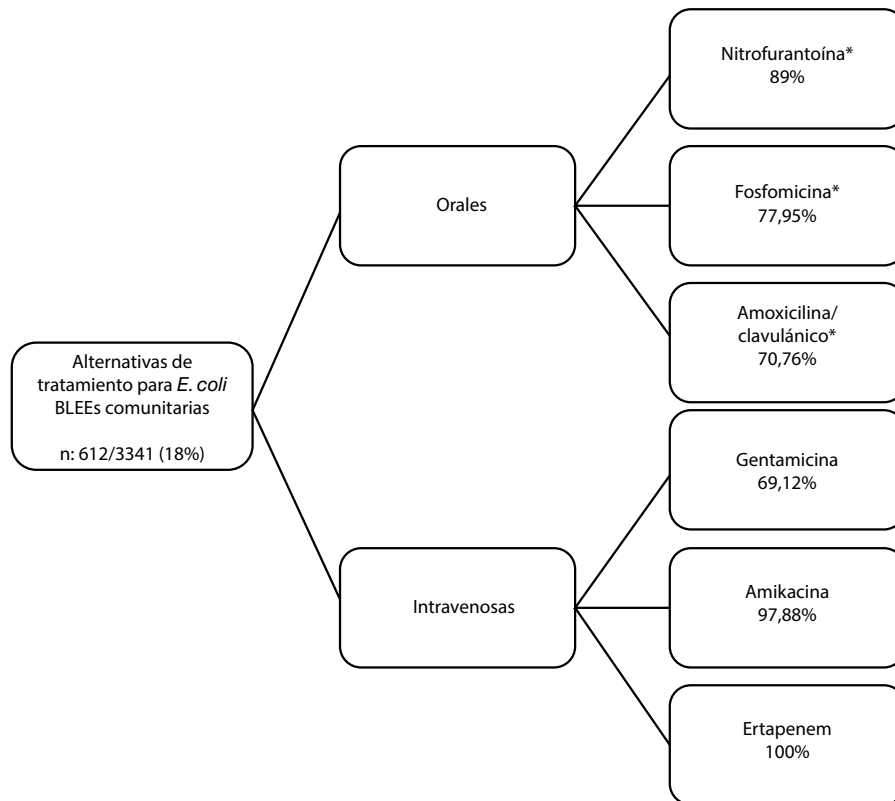 Alternativas de
tratamiento para E. coli
BLEEs comunitarias
n: 612/3341 (18%)
Orales
Nitrofurantoína*
89%
Fosfomicina*
77,95%
Amoxicilina/
clavulánico*
70,76%
Intravenosas
Gentamicina
69,12%
Amikacina
97,88%
Ertapenem
100%